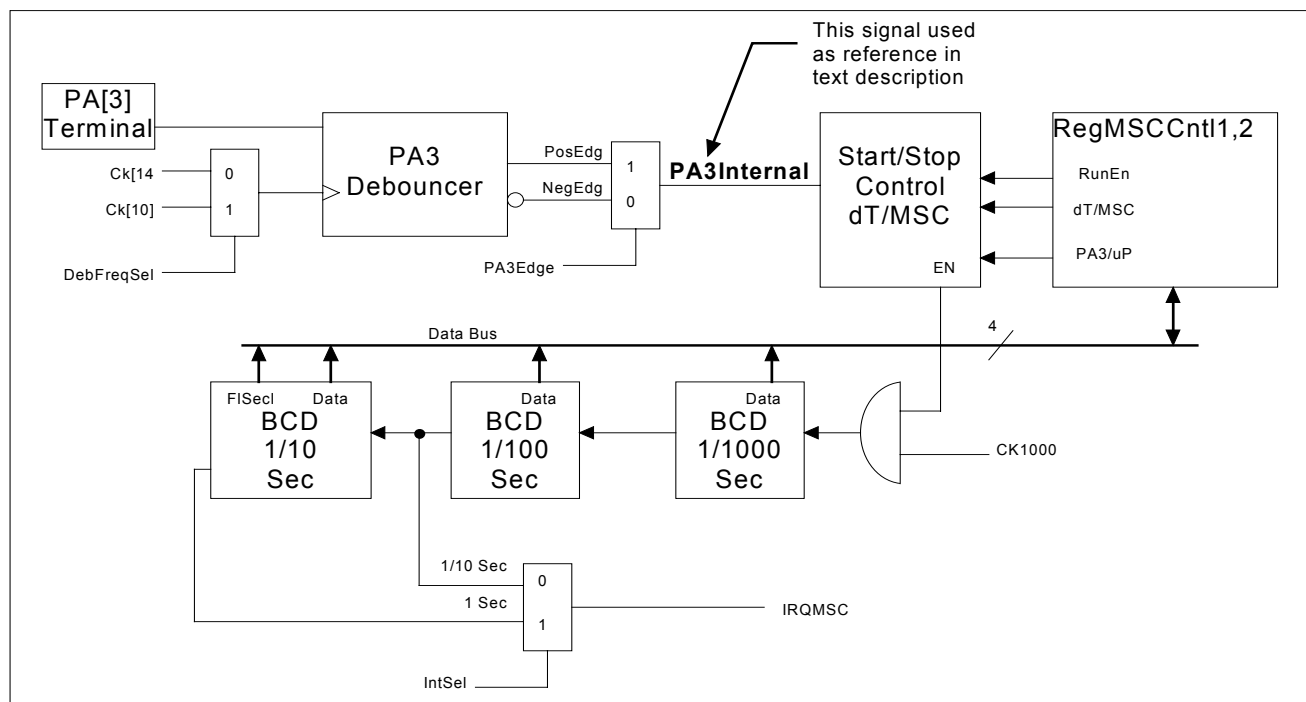 This signal used
as reference in
text description
PA[3]
Terminal
PA3
Debouncer
Ck[14
Ck[10]
0
1
DebFreqSel
PosEdg
NegEdg
1
0
PA3Edge
PA3Internal
Start/Stop
Control
dT/MSC
EN
RegMSCCntl1,2
RunEn
dT/MSC
PA3/uP
Data Bus
4
FlSecl
Data
BCD
1/10
Sec
Data
BCD
1/100
Sec
Data
BCD
1/1000
Sec
CK1000
1/10 Sec
1 Sec
0
1
IRQMSC
IntSel